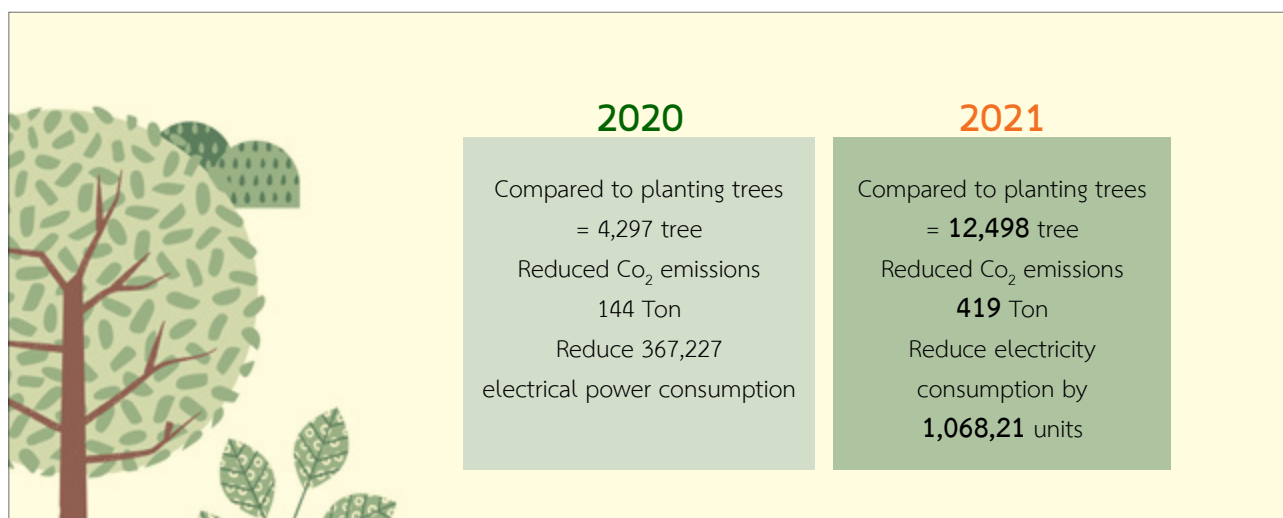 2020
Compared to planting trees
= 4,297 tree
Reduced Co₂ emissions
144 Ton
Reduce 367,227
electrical power consumption
2021
Compared to planting trees
= 12,498 tree
Reduced Co₂ emissions
419 Ton
Reduce electricity
consumption by
1,068,21 units